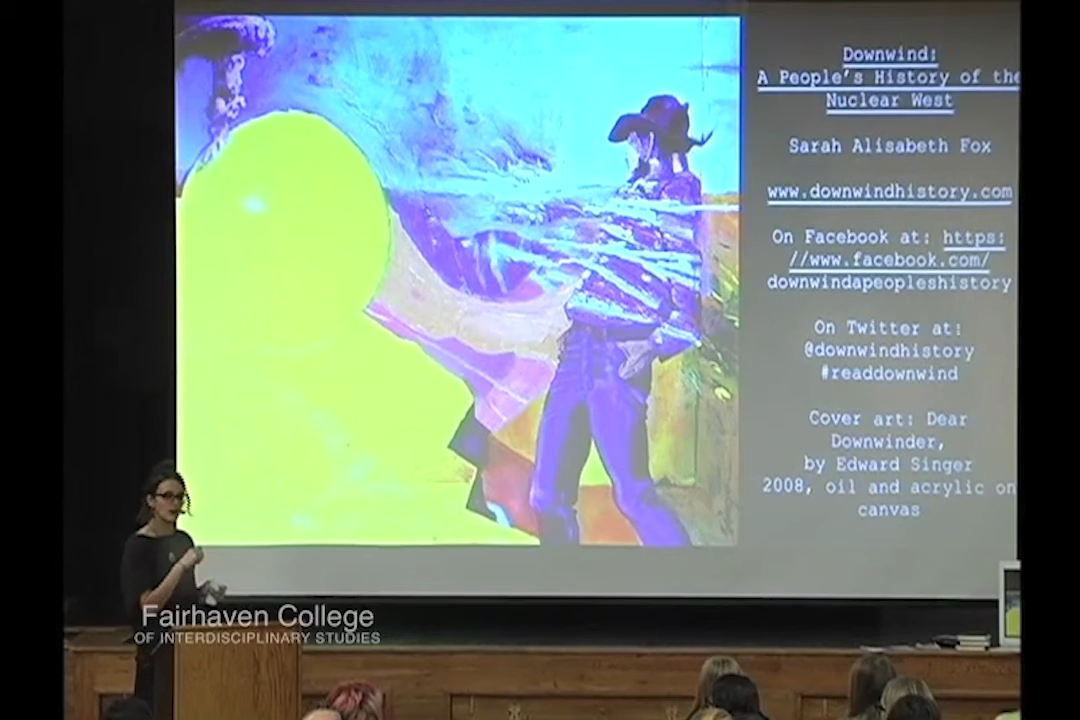 Downwind:
A People's History of the
Nuclear West
Sarah Alisabeth Fox
www.downwindhistory.com
On Facebook at: https:
//www.facebook.com/
downwindapeopleshistory
On Twitter at:
@downwindhistory
#readdownwind
Cover art: Dear
Downwinder,
by Edward Singer
2008, oil and acrylic on
canvas
Fairhaven College
OF INTERDISCIPLINARY STUDIES